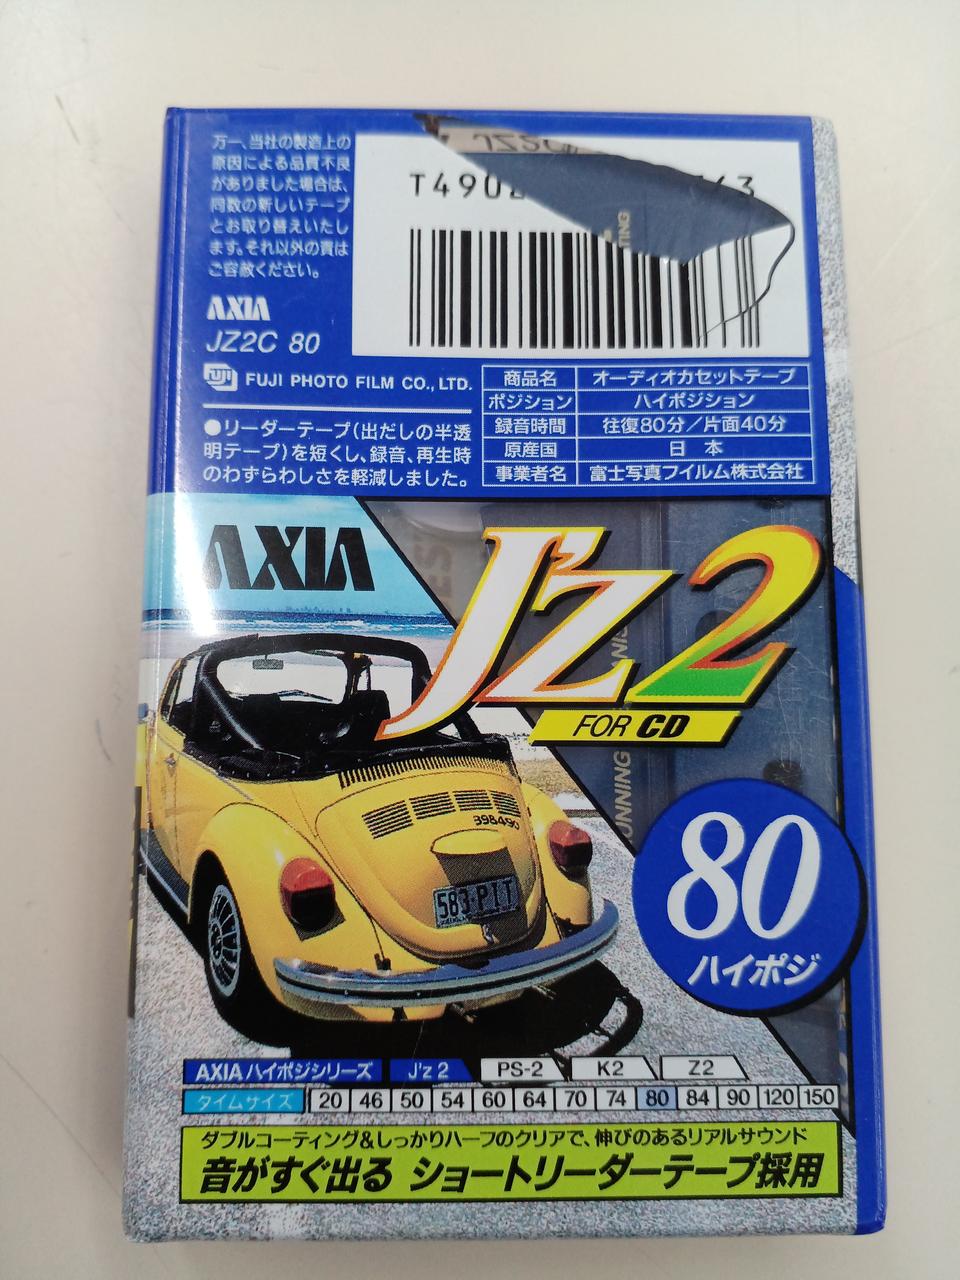 万一、当社の製造上の
原因による品質不良
がありました場合は、
同数の新しいテープ
とお取り替えいたし
ます。それ以外の責は
ご容赦ください。
AXIA
JZ2C 80
FUJI PHOTO FILM CO., LTD.
●リーダーテープ(出だしの半透
明テープ)を短くし、録音、再生時
のわずらわしさを軽減しました。
商品名 オーディオカセットテープ
ポジション ハイポジション
録音時間 往復80分/片面40分
原産国 日 本
事業者名 富士写真フイルム株式会社
AXIA
J'z 2
FOR CD
398490
583·PIT
80
ハイポジ
AXIA ハイポジシリーズ J'z 2 PS-2 K2 Z2
タイムサイズ 20 46 50 54 60 64 70 74 80 84 90 120 150
ダブルコーティング&しっかりハーフのクリアで、伸びのあるリアルサウンド
音がすぐ出る ショートリーダーテープ採用